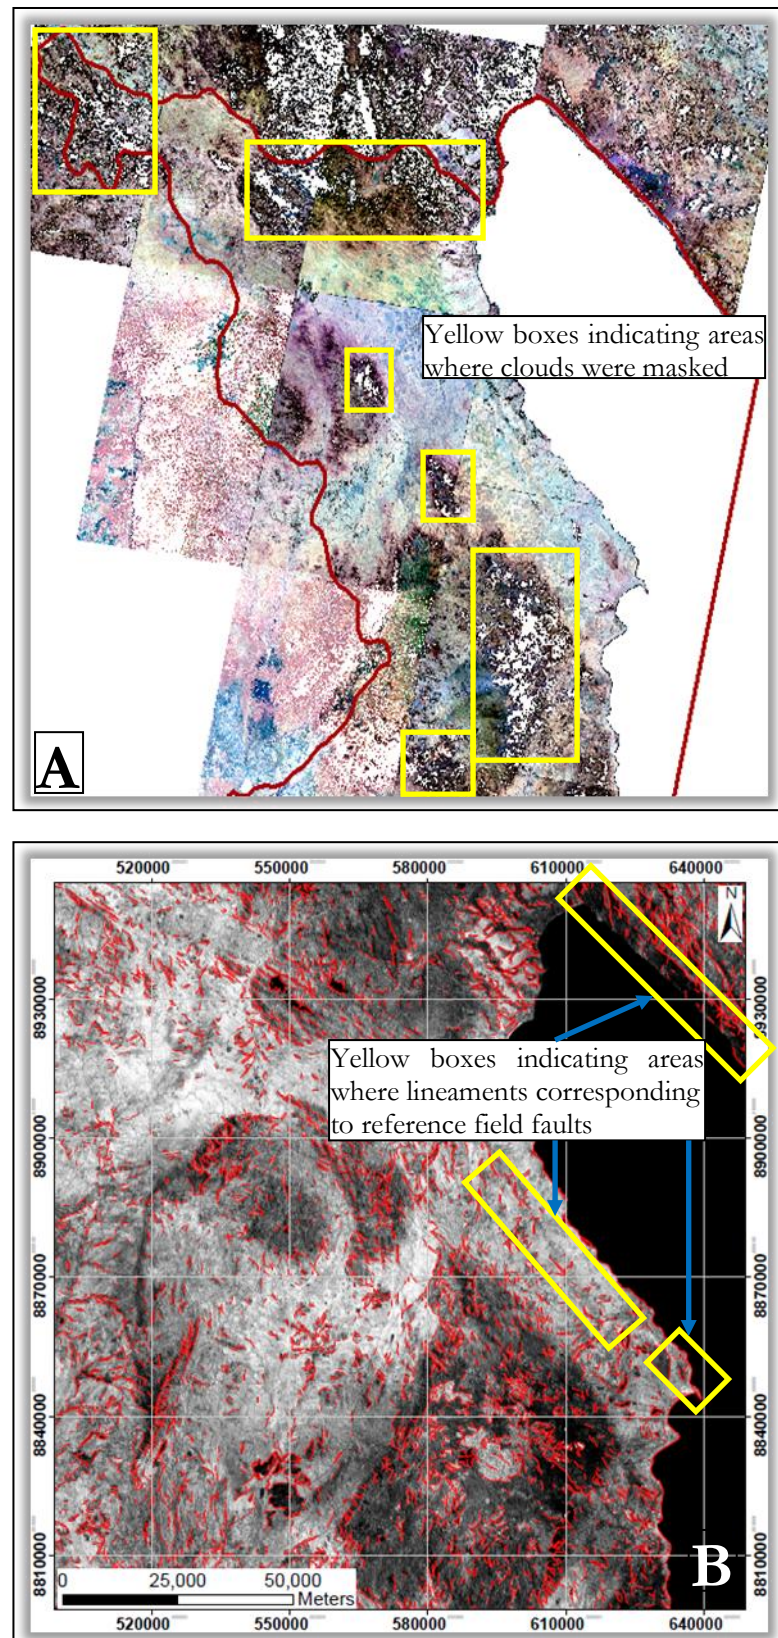 Yellow boxes indicating areas
where clouds were masked
A
520000 550000 580000 610000 640000
N
8930000 8930000
Yellow boxes indicating areas
where lineaments corresponding
to reference field faults
8900000 8900000
8870000 8870000
8840000 8840000
8810000 8810000
B
0 25,000 50,000
Meters
520000 550000 580000 610000 640000